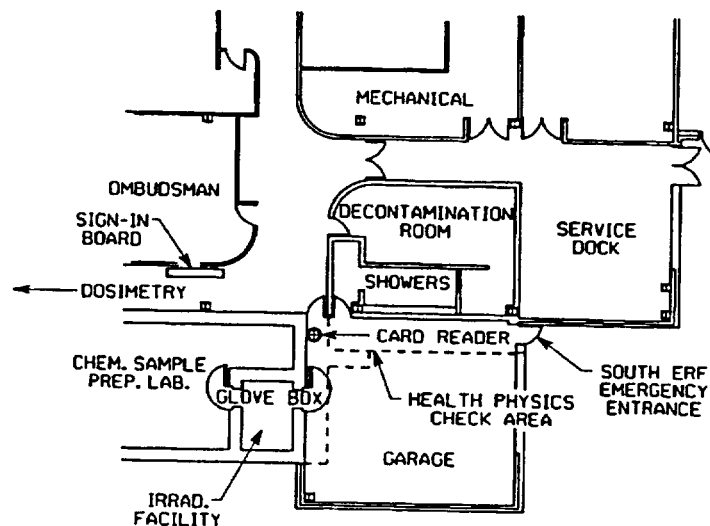 MECHANICAL
OMBUDSMAN
SIGN-IN
BOARD
DECONTAMINATION
ROOM
SERVICE
DOCK
SHOWERS
DOSIMETRY
CARD READER
CHEM. SAMPLE
PREP. LAB.
GLOVE BOX
HEALTH PHYSICS
CHECK AREA
SOUTH ERF
EMERGENCY
ENTRANCE
GARAGE
IRRAD.
FACILITY